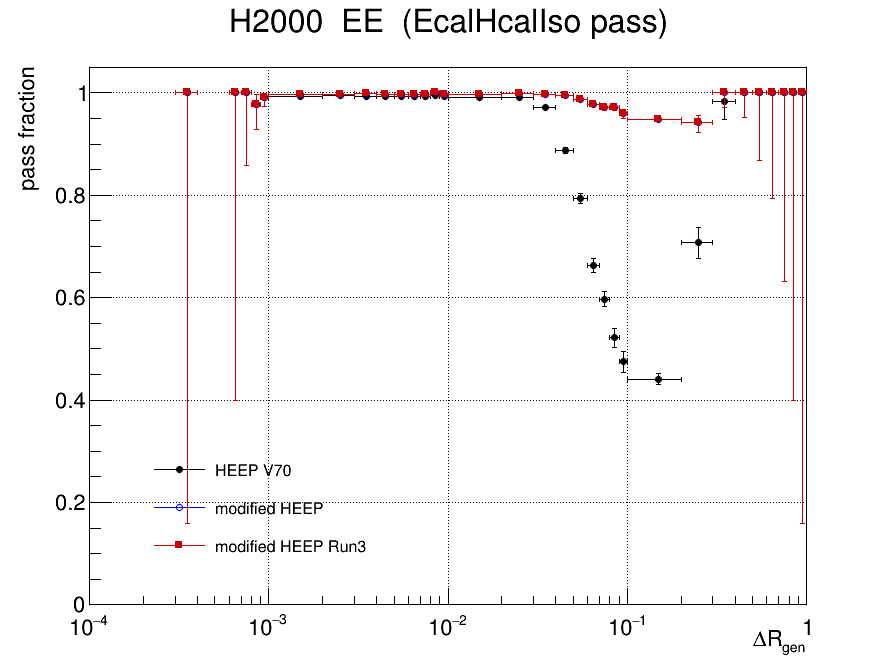 H2000 EE (EcalHcalIso pass)
pass fraction
1
0.8
0.6
0.4
0.2
0
HEEP V70
modified HEEP
modified HEEP Run3
10⁻⁴
10⁻³
10⁻²
10⁻¹
1
ΔR_gen